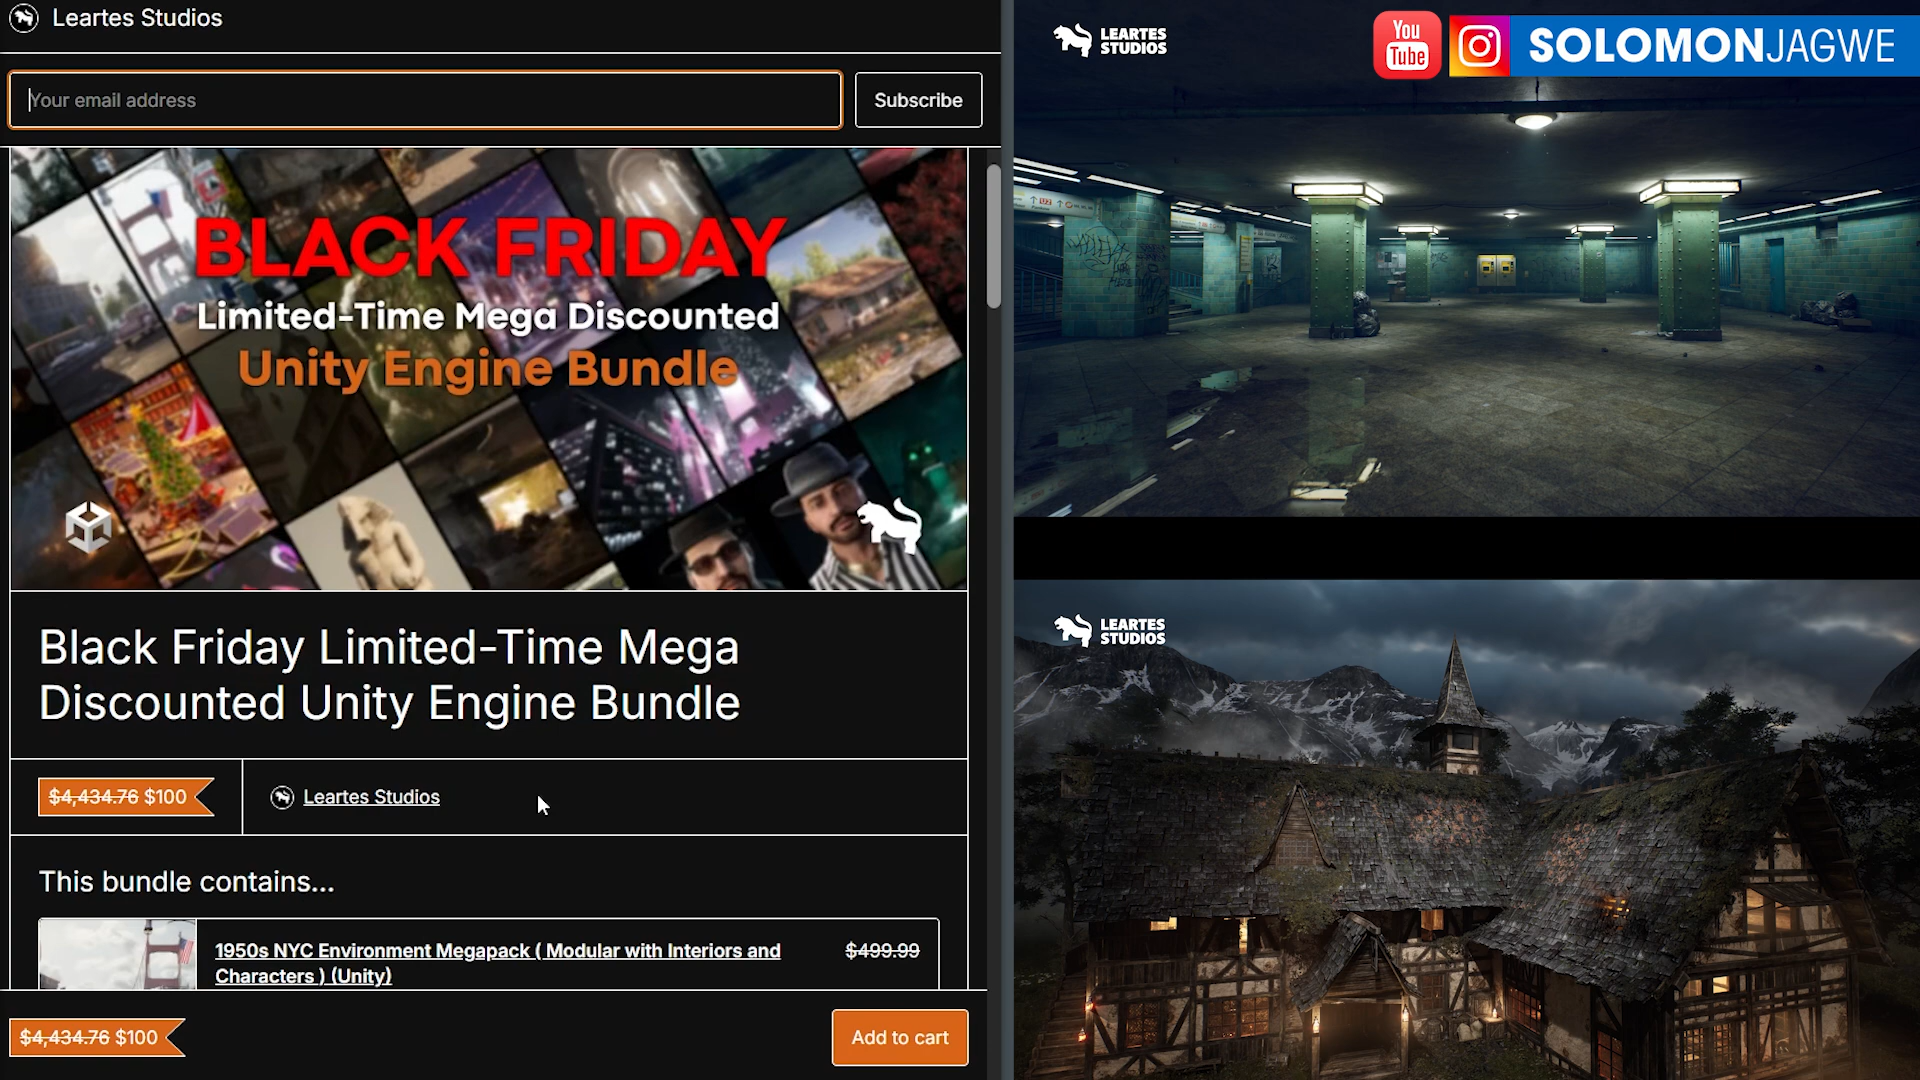 Leartes Studios
Your email address
Subscribe
BLACK FRIDAY
Limited-Time Mega Discounted
Unity Engine Bundle
Black Friday Limited-Time Mega
Discounted Unity Engine Bundle
$4,434.76 $100
Leartes Studios
This bundle contains...
1950s NYC Environment Megapack ( Modular with Interiors and
Characters ) (Unity)
$499.99
$4,434.76 $100
Add to cart
LEARTES
STUDIOS
You
Tube
SOLOMONJAGWE
LEARTES
STUDIOS